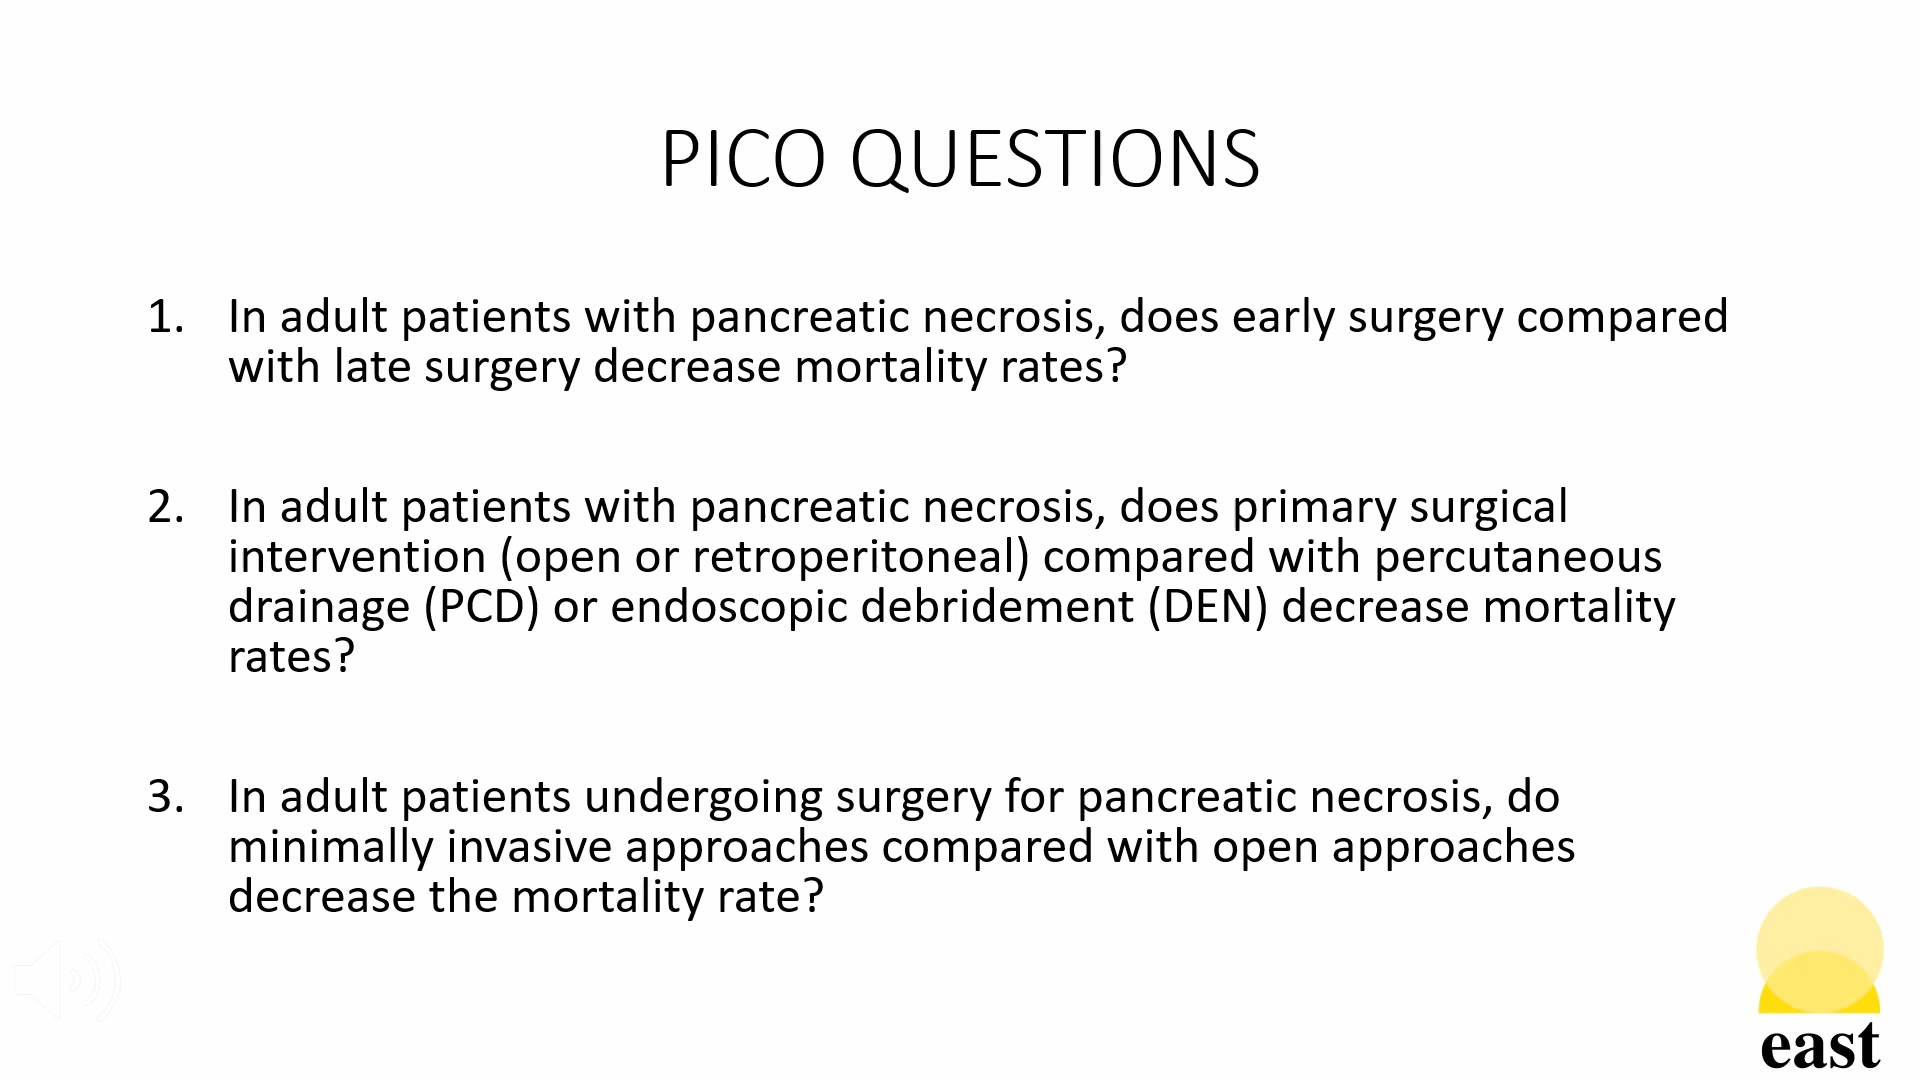 PICO QUESTIONS
1. In adult patients with pancreatic necrosis, does early surgery compared
with late surgery decrease mortality rates?
2. In adult patients with pancreatic necrosis, does primary surgical
intervention (open or retroperitoneal) compared with percutaneous
drainage (PCD) or endoscopic debridement (DEN) decrease mortality
rates?
3. In adult patients undergoing surgery for pancreatic necrosis, do
minimally invasive approaches compared with open approaches
decrease the mortality rate?
east